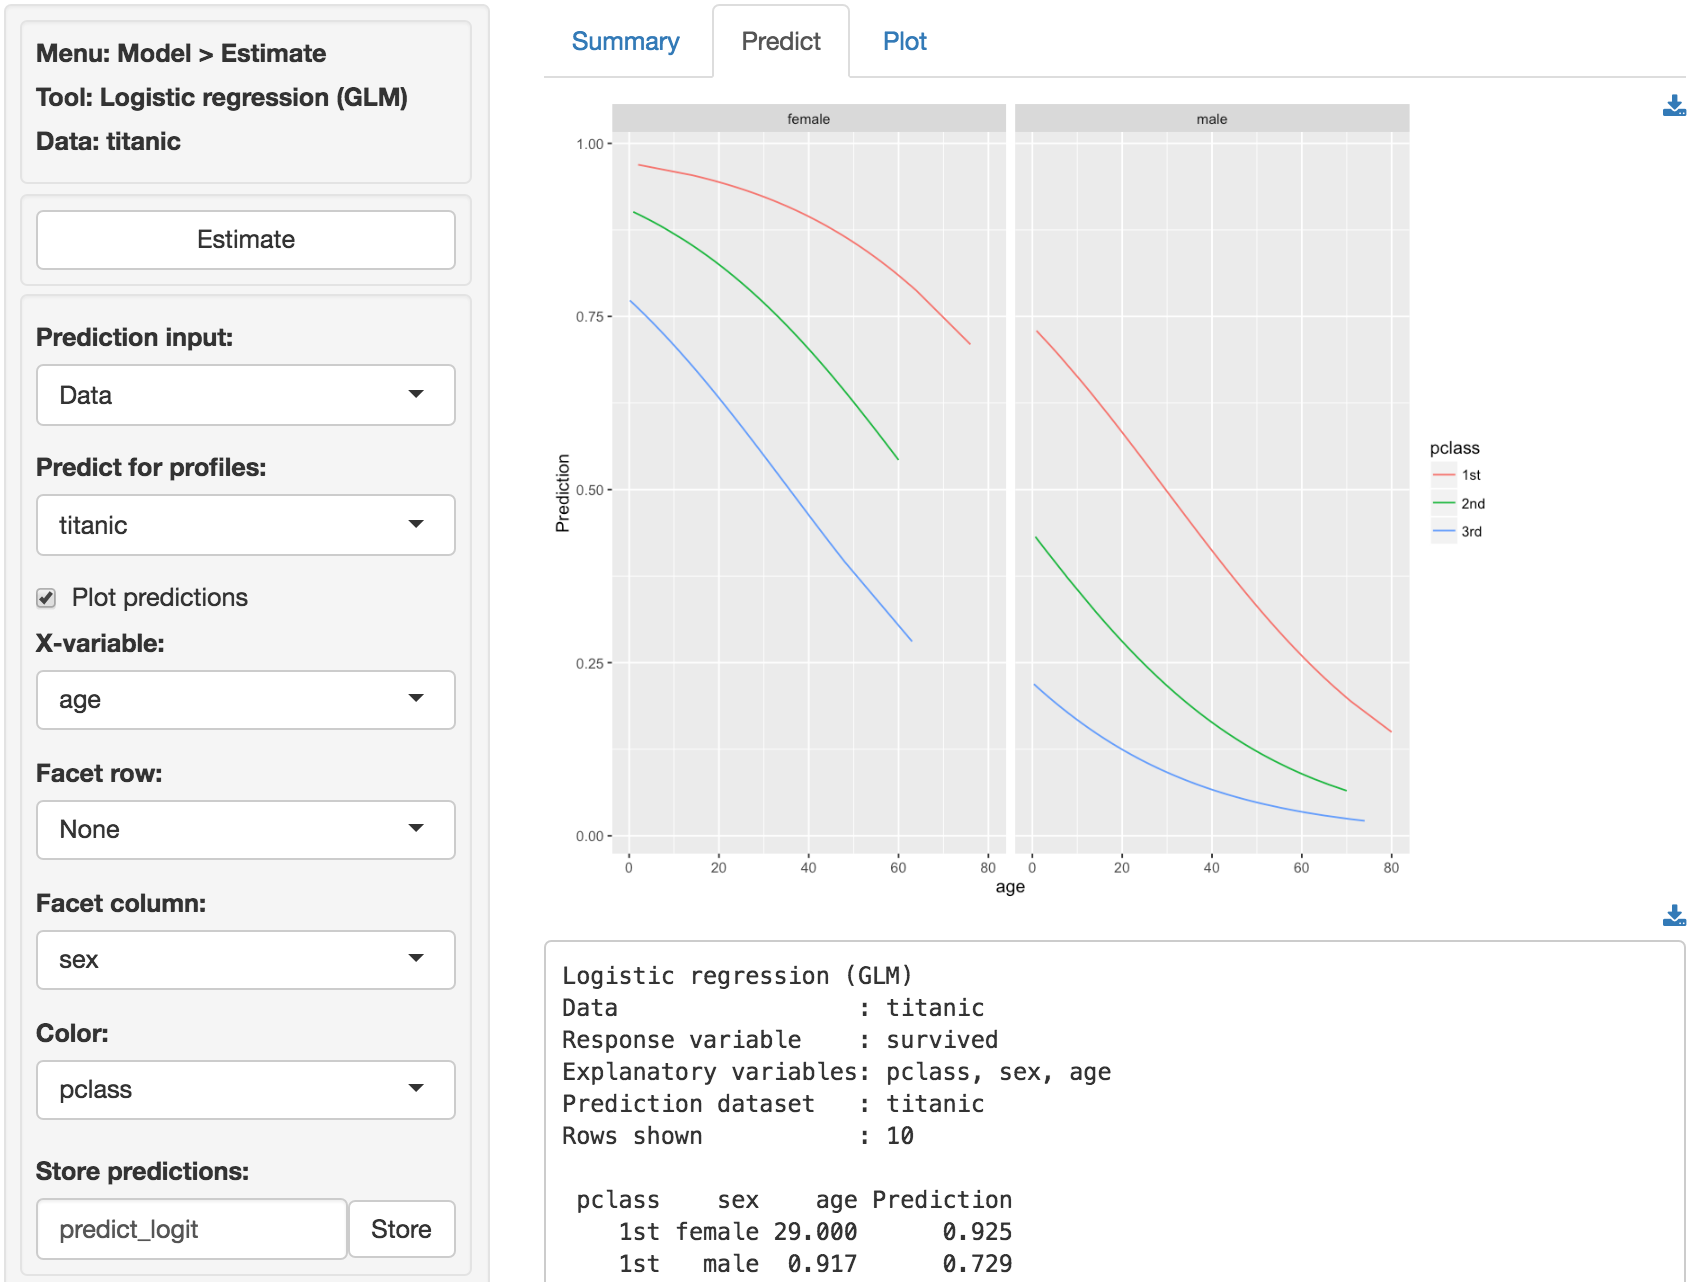 Menu: Model > Estimate
Tool: Logistic regression (GLM)
Data: titanic
Estimate
Prediction input:
Data
Predict for profiles:
titanic
Plot predictions
X-variable:
age
Facet row:
None
Facet column:
sex
Color:
pclass
Store predictions:
predict_logit
Store
Summary
Predict
Plot
female
male
1.00
0.75
0.50
0.25
0.00
Prediction
0 20 40 60 80
0 20 40 60 80
age
pclass
1st
2nd
3rd
Logistic regression (GLM)
Data : titanic
Response variable : survived
Explanatory variables: pclass, sex, age
Prediction dataset : titanic
Rows shown : 10
pclass sex age Prediction
1st female 29.000 0.925
1st male 0.917 0.729